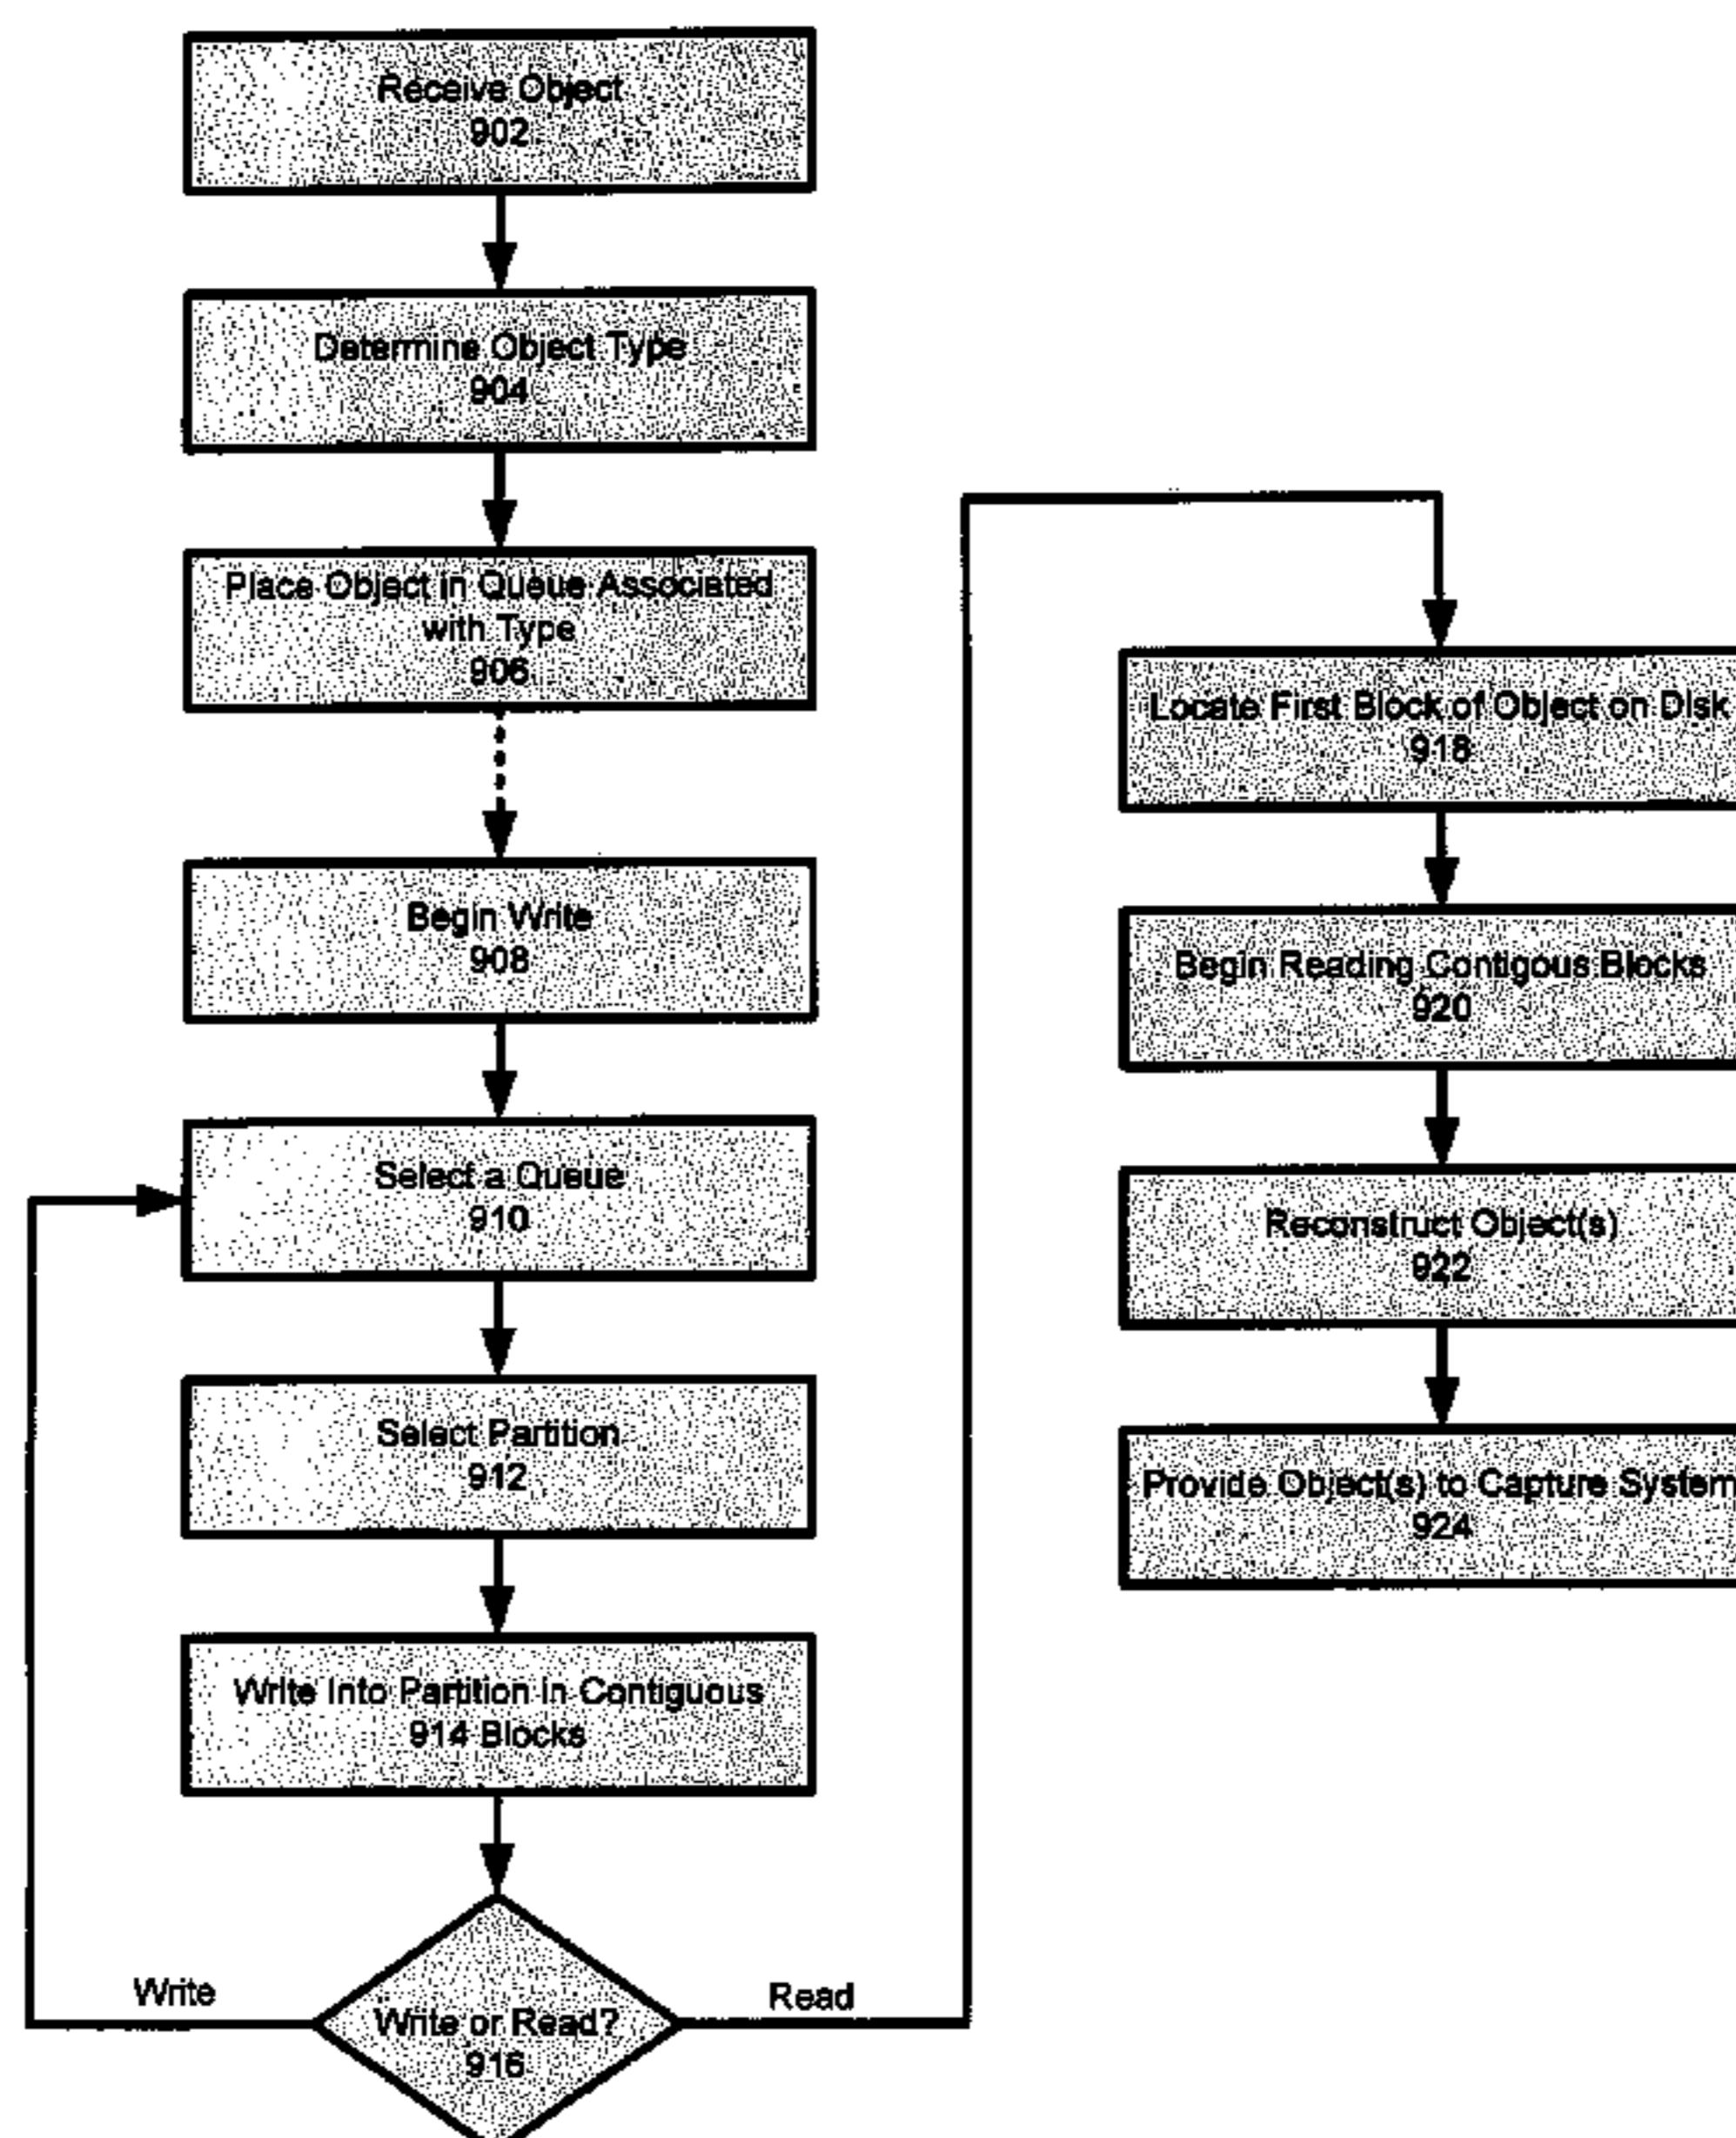 Receive Object
902
Determine Object Type
904
Place Object in Queue Associated
with Type
906
Begin Write
908
Select a Queue
910
Select Partition
912
Write Into Partition in Contiguous
914 Blocks
Write or Read?
916
Write
Read
Locate First Block of Object on Disk
918
Begin Reading Contigous Blocks
920
Reconstruct Object(s)
922
Provide Object(s) to Capture System
924